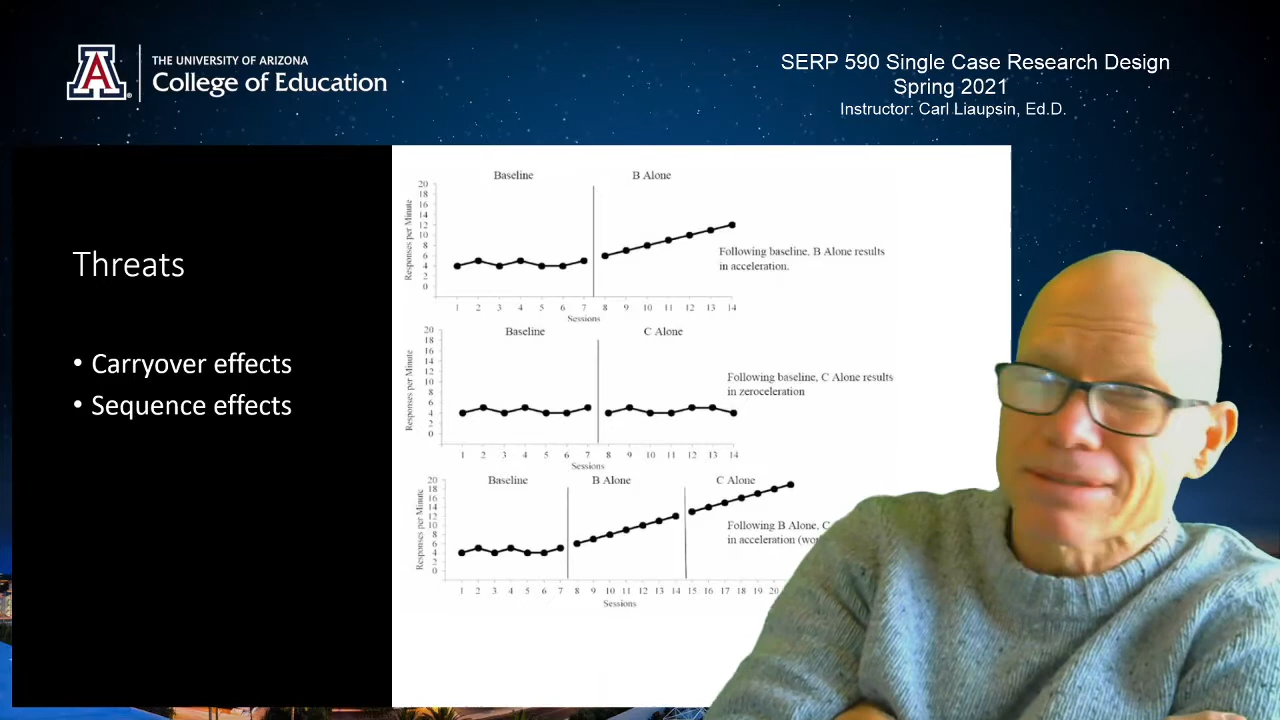 THE UNIVERSITY OF ARIZONA
College of Education
SERP 590 Single Case Research Design
Spring 2021
Instructor: Carl Liaupsin, Ed.D.
Threats
• Carryover effects
• Sequence effects
Baseline
B Alone
Responses per Minute
20
18
16
14
12
10
8
6
4
2
0
Following baseline, B Alone results
in acceleration.
1 2 3 4 5 6 7 8 9 10 11 12 13 14
Sessions
Baseline
C Alone
Responses per Minute
20
18
16
14
12
10
8
6
4
2
0
Following baseline, C Alone results
in zeroceleration
1 2 3 4 5 6 7 8 9 10 11 12 13 14
Sessions
Baseline
B Alone
C Alone
Responses per Minute
20
18
16
14
12
10
8
6
4
2
0
Following B Alone, C
in acceleration
1 2 3 4 5 6 7 8 9 10 11 12 13 14 15 16 17 18 19 20
Sessions